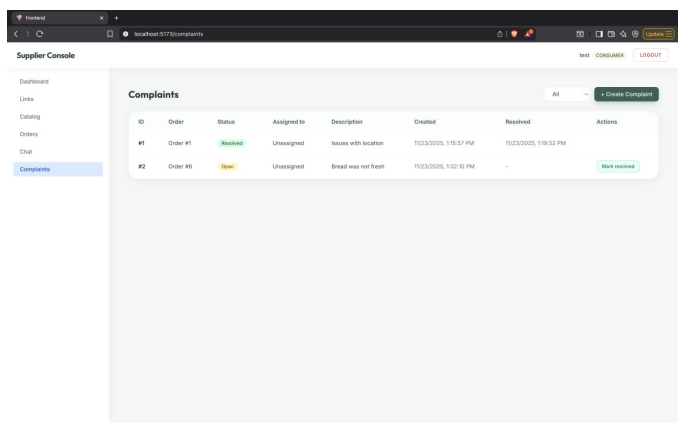 frontend
localhost:5173/complaints
Update
Supplier Console
test CONSUMER LOGOUT
Dashboard
Links
Catalog
Orders
Chat
Complaints
Complaints
All + Create Complaint
ID Order Status Assigned to Description Created Resolved Actions
#1 Order #1 Resolved Unassigned Issues with location 11/23/2025, 1:15:57 PM 11/23/2025, 1:19:52 PM
#2 Order #6 Open Unassigned Bread was not fresh 11/23/2025, 1:32:10 PM - Mark resolved